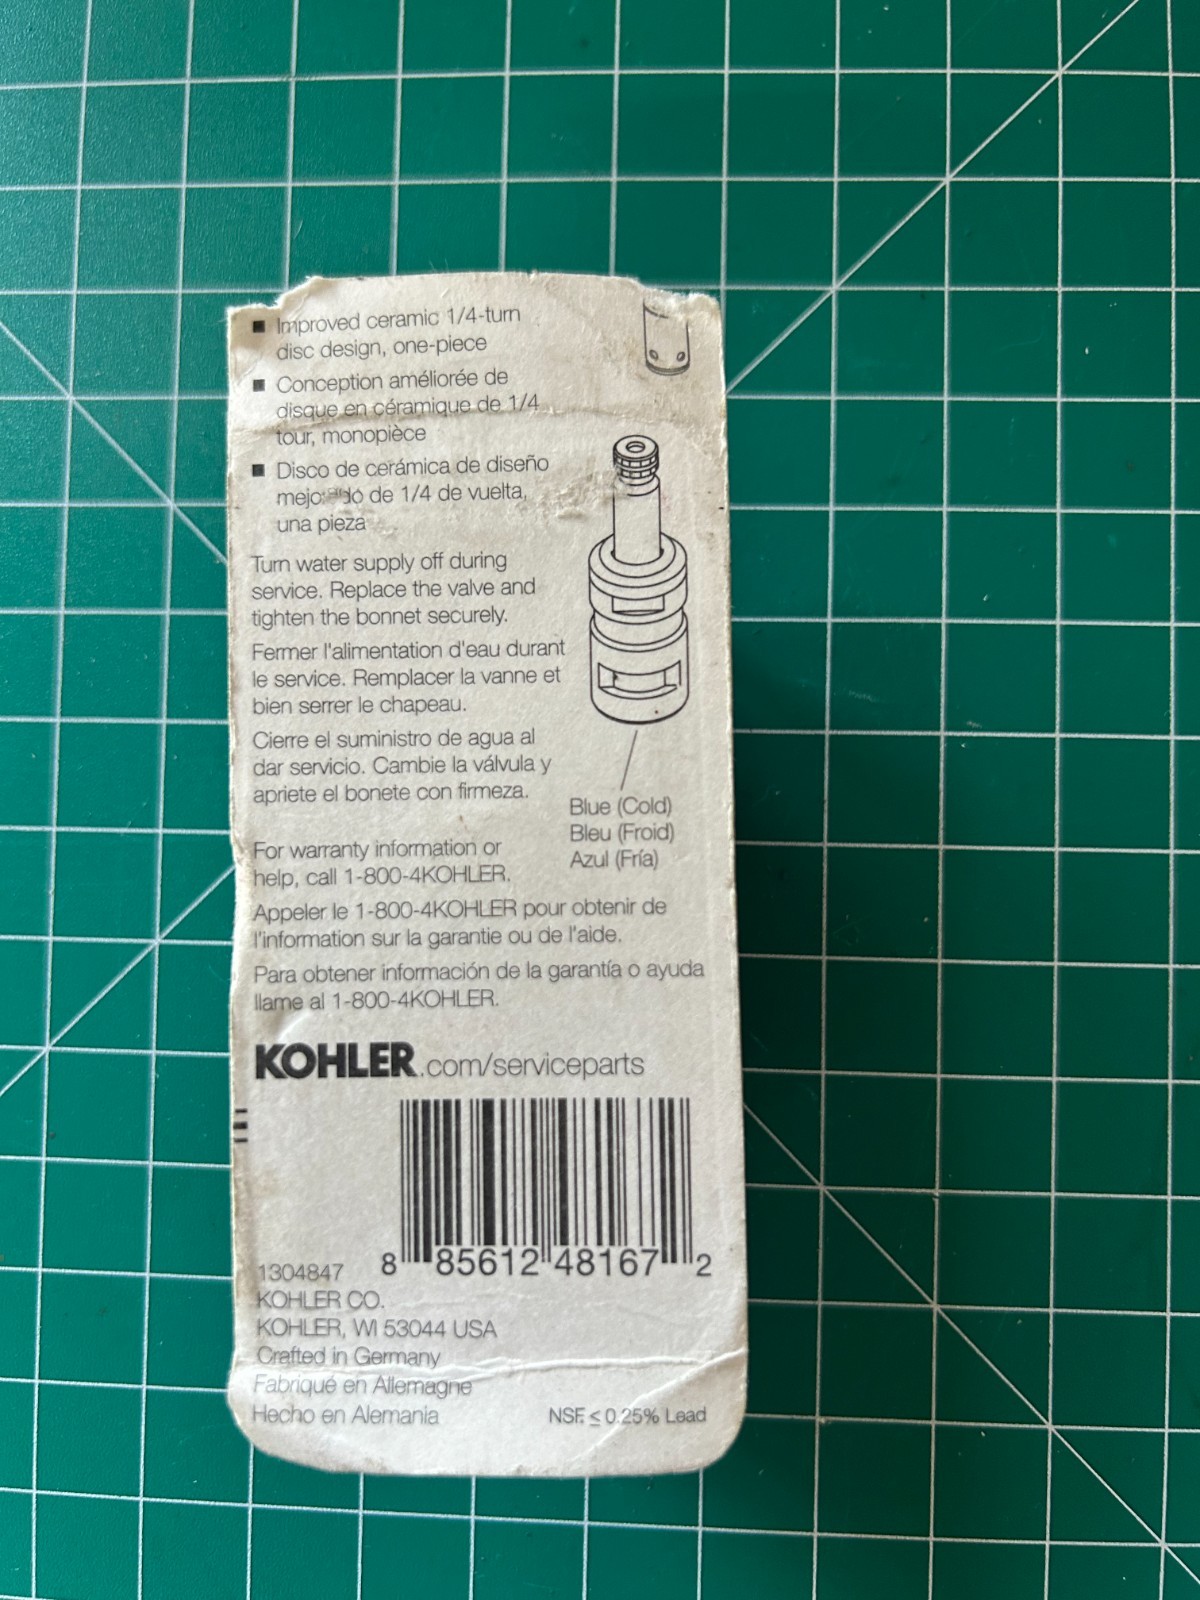 Improved ceramic 1/4-turn
disc design, one-piece
Conception améliorée de
disque en céramique de 1/4
tour, monopièce
Disco de cerámica de diseño
mejorado de 1/4 de vuelta,
una pieza
Turn water supply off during
service. Replace the valve and
tighten the bonnet securely.
Fermer l'alimentation d'eau durant
le service. Remplacer la vanne et
bien serrer le chapeau.
Cierre el suministro de agua al
dar servicio. Cambie la válvula y
apriete el bonete con firmeza.
Blue (Cold)
Bleu (Froid)
Azul (Fría)
For warranty information or
help, call 1-800-4KOHLER.
Appeler le 1-800-4KOHLER pour obtenir de
l'information sur la garantie ou de l'aide.
Para obtener información de la garantía o ayuda
llame al 1-800-4KOHLER.
KOHLER.com/serviceparts
8 85612 48167 2
1304847
KOHLER CO.
KOHLER, WI 53044 USA
Crafted in Germany
Fabriqué en Allemagne
Hecho en Alemania
NSF. ≤ 0.25% Lead